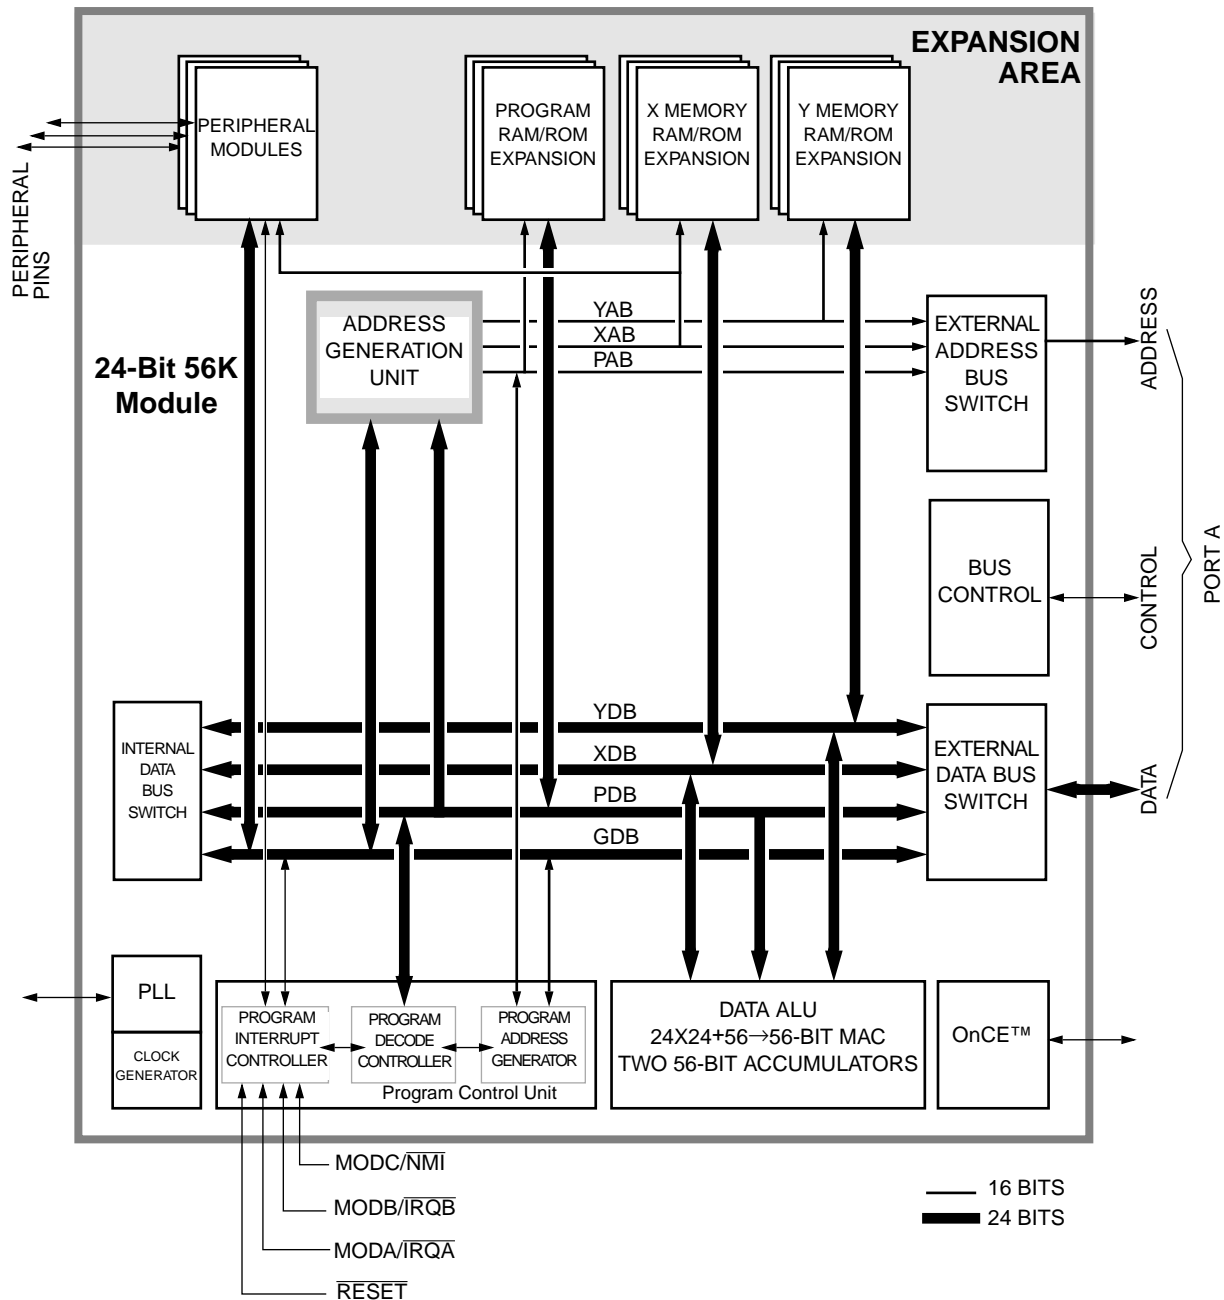 EXPANSION
AREA
PERIPHERAL
MODULES
PROGRAM
RAM/ROM
EXPANSION
X MEMORY
RAM/ROM
EXPANSION
Y MEMORY
RAM/ROM
EXPANSION
PERIPHERAL
PINS
24-Bit 56K
Module
ADDRESS
GENERATION
UNIT
YAB
XAB
PAB
EXTERNAL
ADDRESS
BUS
SWITCH
ADDRESS
BUS
CONTROL
CONTROL
PORT A
INTERNAL
DATA
BUS
SWITCH
YDB
XDB
PDB
GDB
EXTERNAL
DATA BUS
SWITCH
DATA
PLL
CLOCK
GENERATOR
PROGRAM
INTERRUPT
CONTROLLER
PROGRAM
DECODE
CONTROLLER
PROGRAM
ADDRESS
GENERATOR
Program Control Unit
DATA ALU
24X24+56→56-BIT MAC
TWO 56-BIT ACCUMULATORS
OnCE™
MODC/NMI
MODB/IRQB
MODA/IRQA
RESET
16 BITS
24 BITS